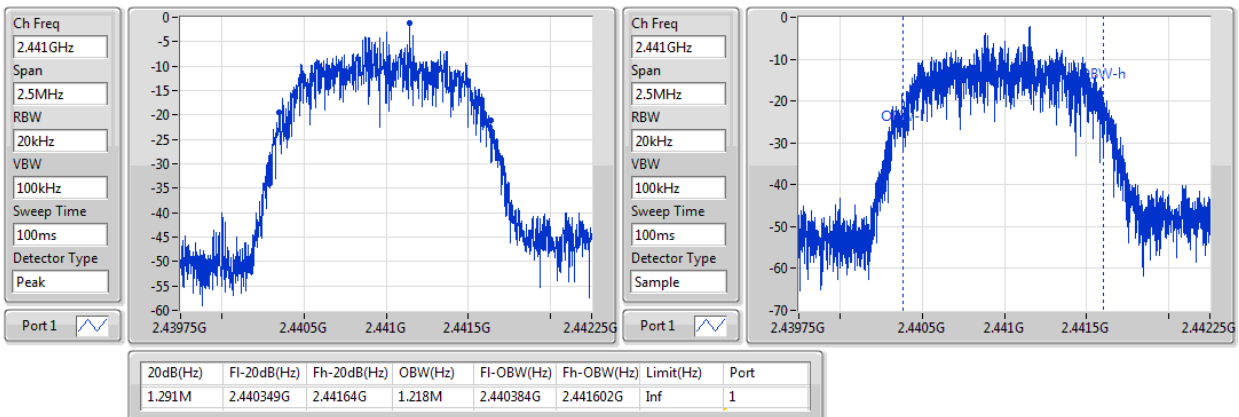 Ch Freq
2.441GHz
Span
2.5MHz
RBW
20kHz
VBW
100kHz
Sweep Time
100ms
Detector Type
Peak
Port 1
0
-5
-10
-15
-20
-25
-30
-35
-40
-45
-50
-55
-60
2.43975G 2.4405G 2.441G 2.4415G 2.44225G
Ch Freq
2.441GHz
Span
2.5MHz
RBW
20kHz
VBW
100kHz
Sweep Time
100ms
Detector Type
Sample
Port 1
0
-10
-20
-30
-40
-50
-60
-70
OBW-h
2.43975G 2.4405G 2.441G 2.4415G 2.44225G
20dB(Hz) Fl-20dB(Hz) Fh-20dB(Hz) OBW(Hz) Fl-OBW(Hz) Fh-OBW(Hz) Limit(Hz) Port
1.291M 2.440349G 2.44164G 1.218M 2.440384G 2.441602G Inf 1